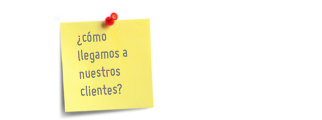 ¿cómo
llegamos a
nuestros
clientes?